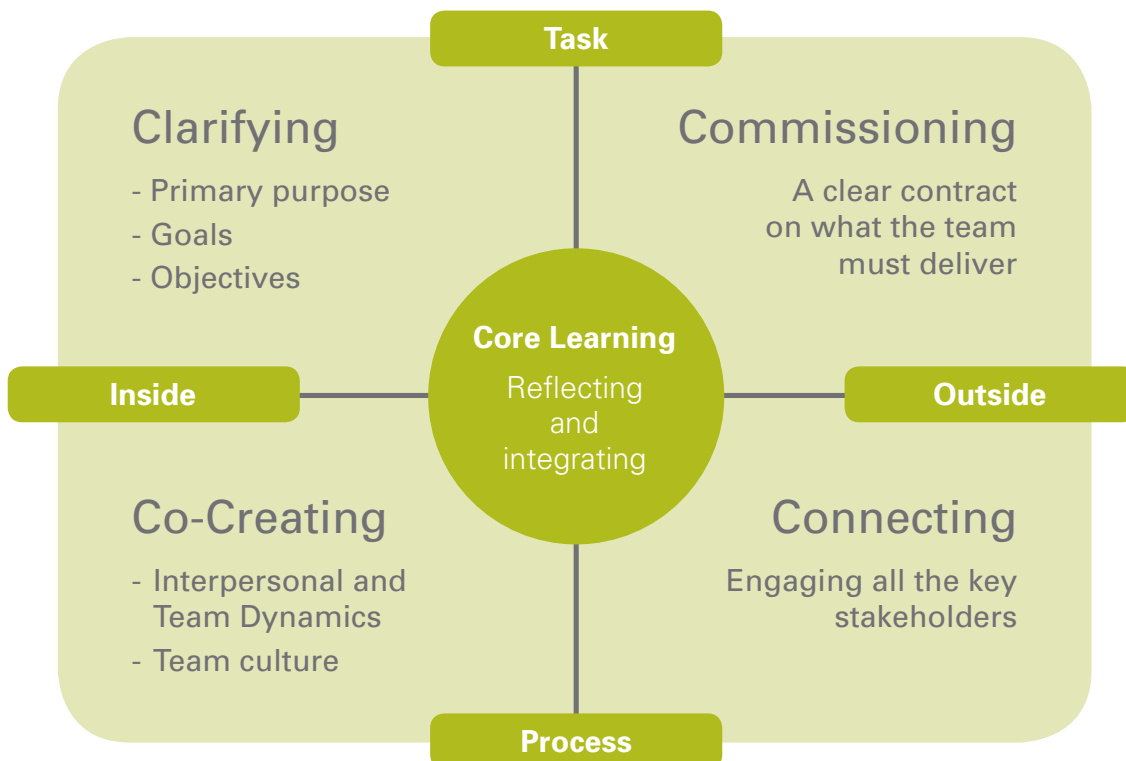 Task
Clarifying
- Primary purpose
- Goals
- Objectives
Commissioning
A clear contract
on what the team
must deliver
Core Learning
Reflecting
and
integrating
Inside
Outside
Co-Creating
- Interpersonal and
Team Dynamics
- Team culture
Connecting
Engaging all the key
stakeholders
Process